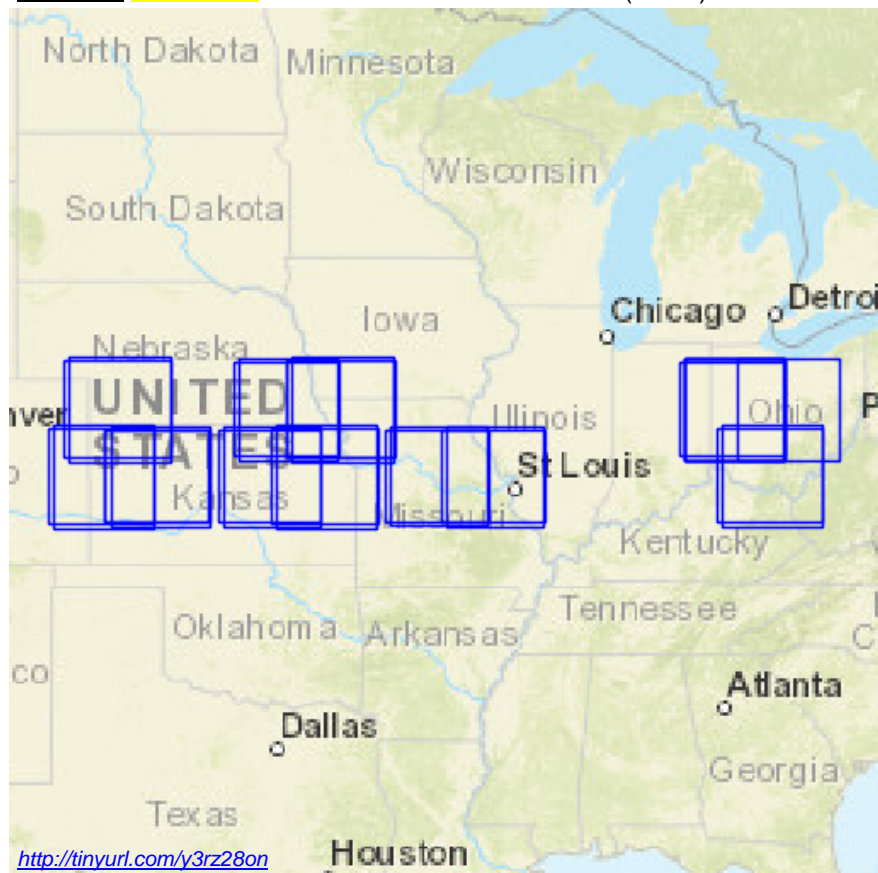 North Dakota
Minnesota
Wisconsin
South Dakota
Iowa
Chicago
Detroi
Nebraska
UNITED
STATES
nver
Illinois
Ohio
P
St Louis
Kansas
Missouri
Kentucky
Tennessee
Oklahoma
Arkansas
C
co
Atlanta
Dallas
Georgia
Texas
Houston
http://tinyurl.com/y3rz28on